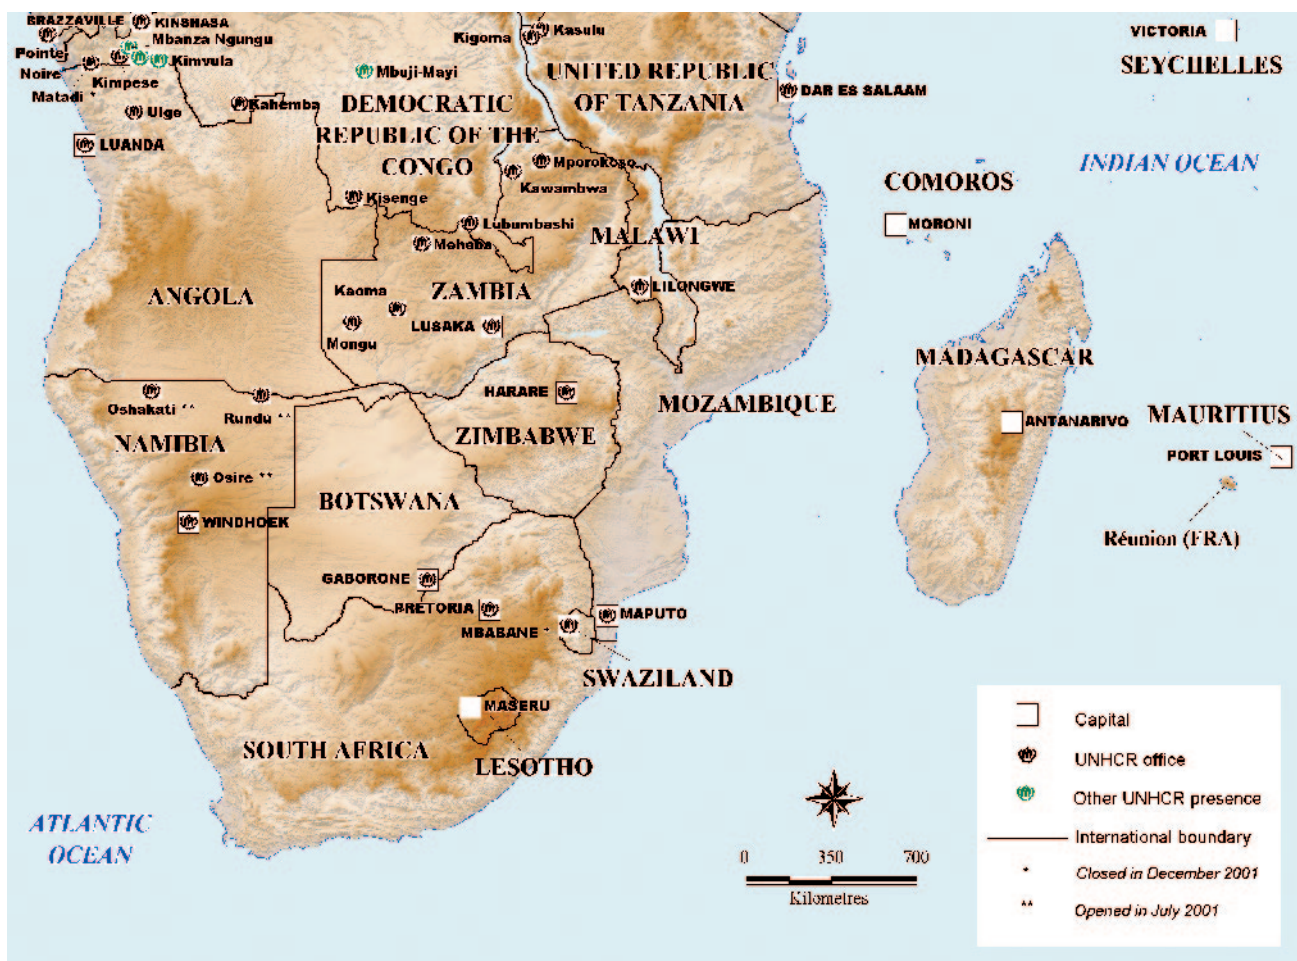 BRAZZAVILLE
KINSHASA
Mbanza Ngungu
Pointe-
Noire
Kimvula
Kimpese
Matadi *
Uige
Kahemba
LUANDA
Mbuji-Mayi
Kigoma
Kasulu
UNITED REPUBLIC
OF TANZANIA
DAR ES SALAAM
VICTORIA
SEYCHELLES
DEMOCRATIC
REPUBLIC OF THE
CONGO
Mporokoso
Kawambwa
INDIAN OCEAN
COMOROS
MORONI
Kisenge
Lubumbashi
Meheba
MALAWI
LILONGWE
ANGOLA
ZAMBIA
Kaoma
Mongu
LUSAKA
MADAGASCAR
ANTANARIVO
MAURITIUS
PORT LOUIS
Réunion (FRA)
Oshakati **
Rundu **
HARARE
MOZAMBIQUE
NAMIBIA
ZIMBABWE
Osire **
BOTSWANA
WINDHOEK
GABORONE
PRETORIA
MBABANE *
MAPUTO
SWAZILAND
MASERU
SOUTH AFRICA
LESOTHO
ATLANTIC
OCEAN
0 350 700
Kilometres
Capital
UNHCR office
Other UNHCR presence
International boundary
* Closed in December 2001
** Opened in July 2001